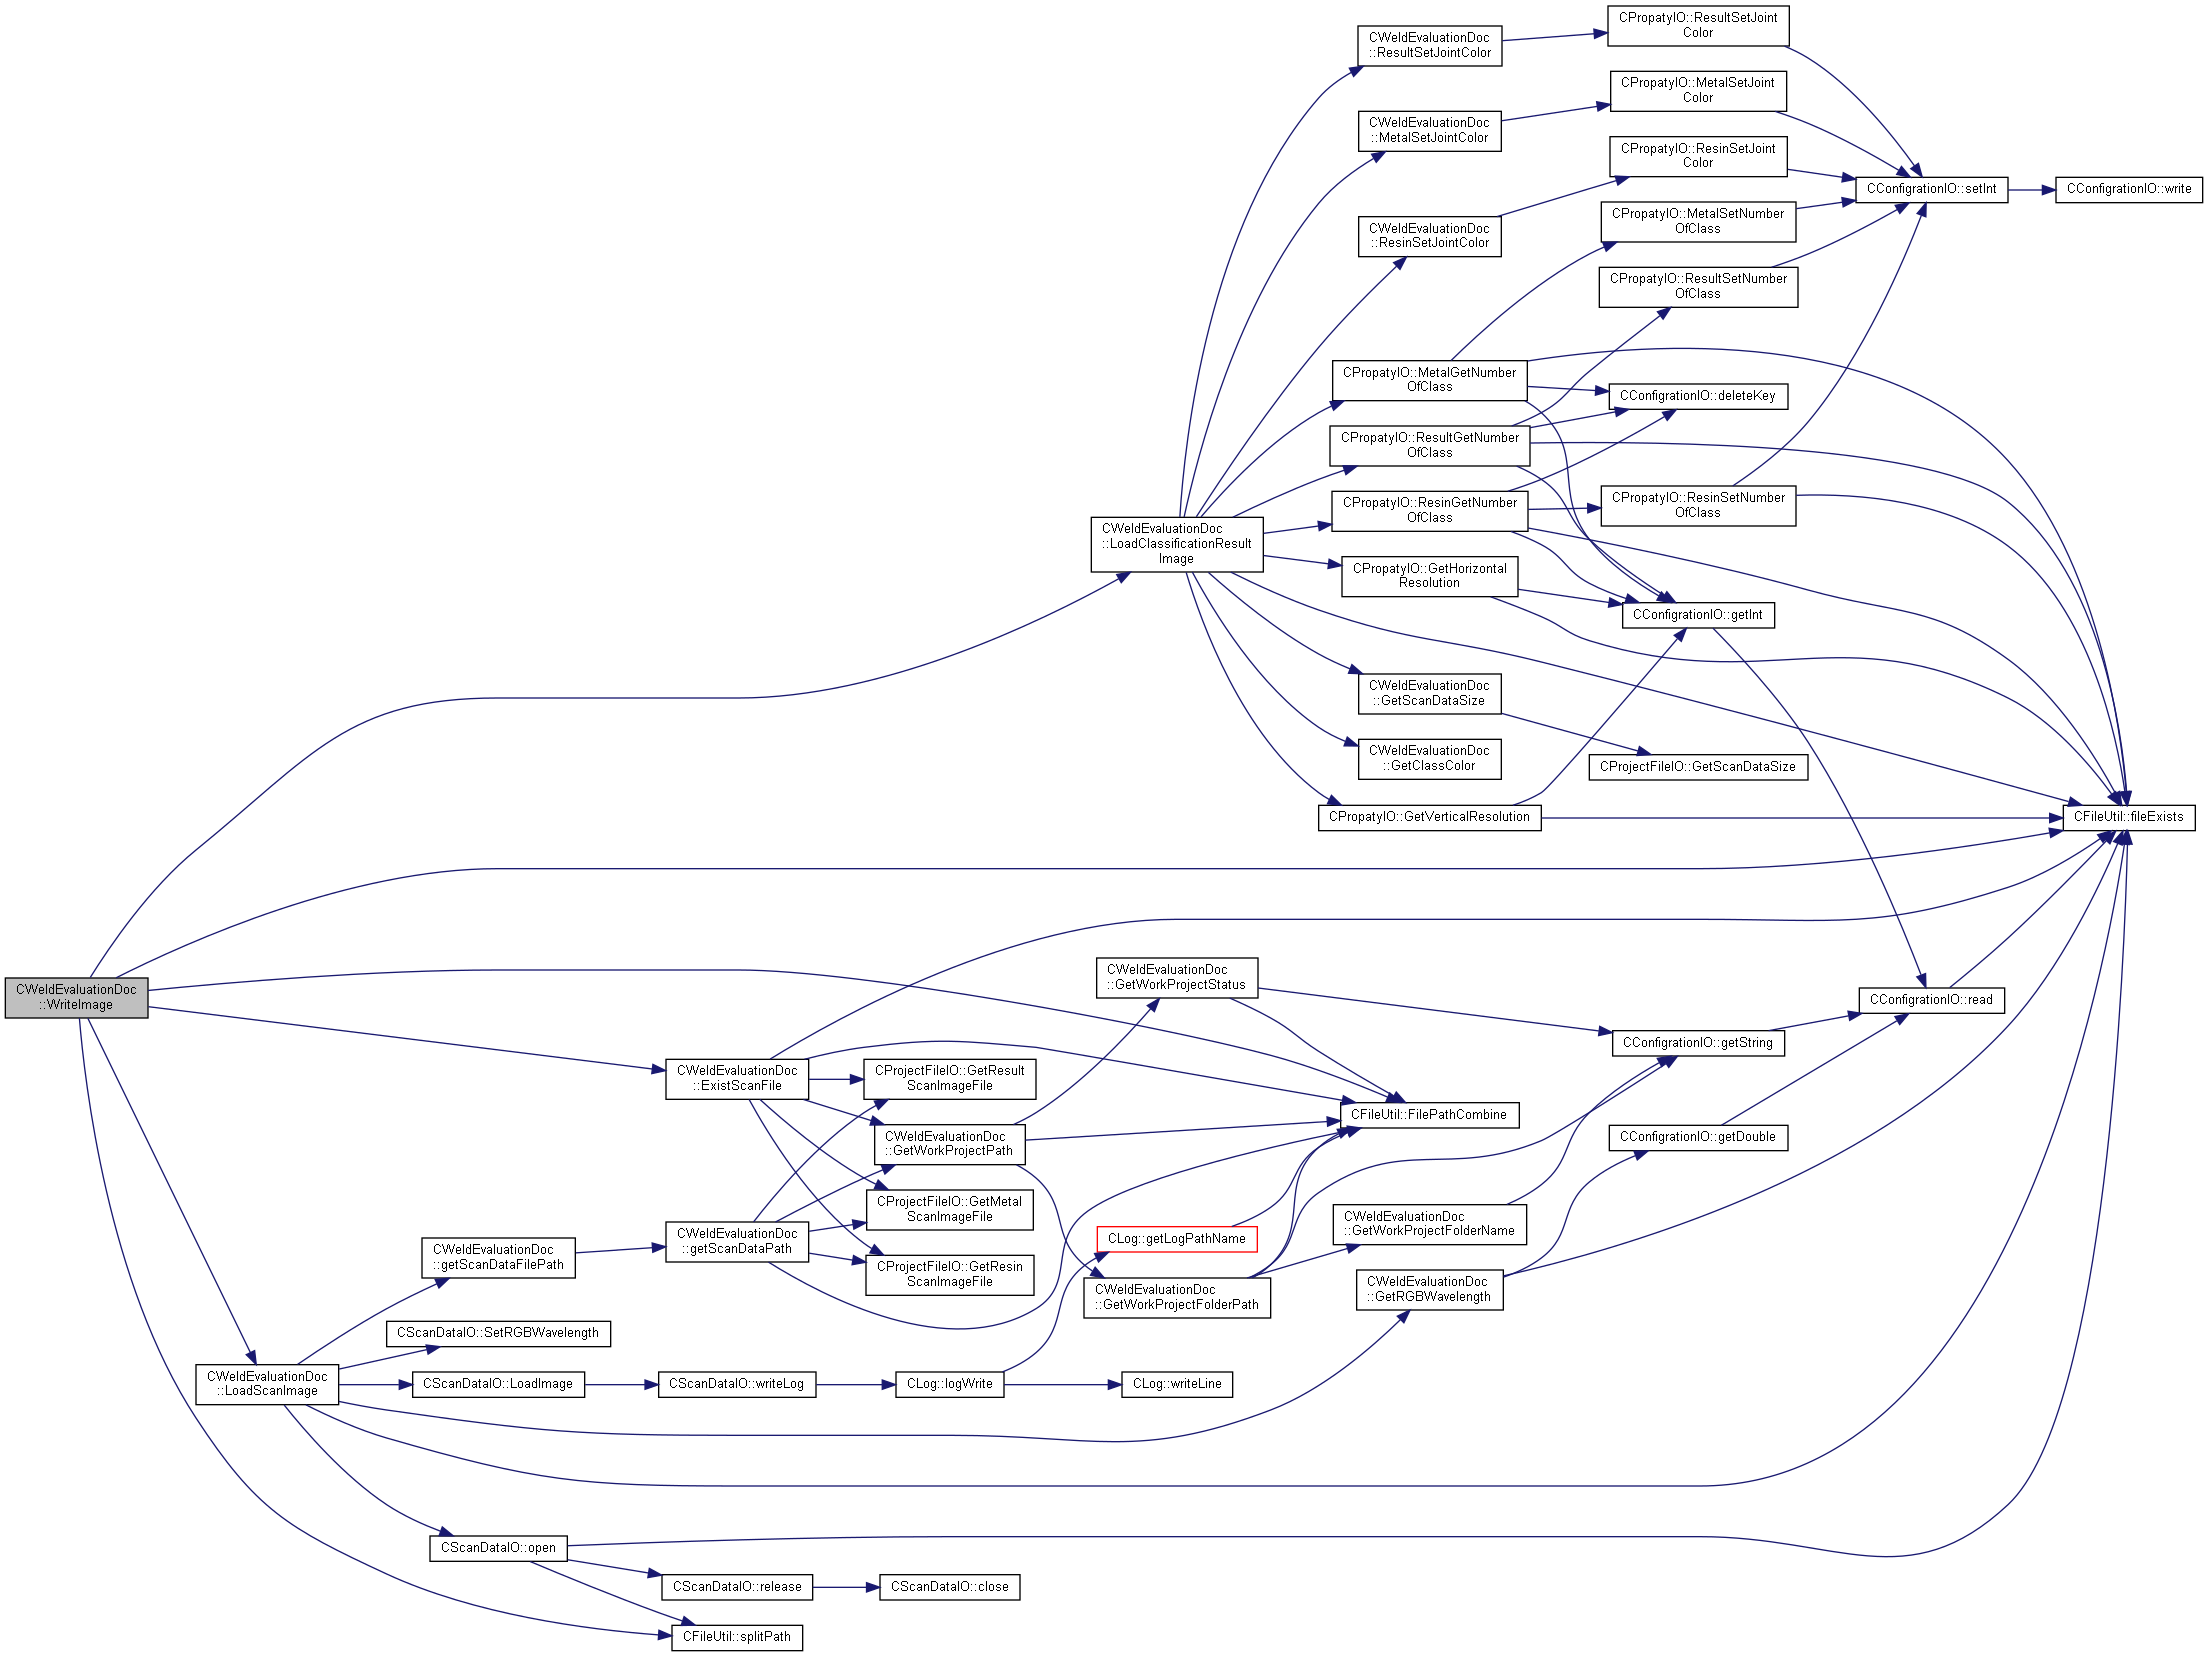 CWeldEvaluationDoc
::WriteImage
CWeldEvaluationDoc
::LoadClassificationResult
Image
CWeldEvaluationDoc
::ResultSetJointColor
CPropatyIO::ResultSetJoint
Color
CWeldEvaluationDoc
::MetalSetJointColor
CPropatyIO::MetalSetJoint
Color
CWeldEvaluationDoc
::ResinSetJointColor
CPropatyIO::ResinSetJoint
Color
CConfigrationIO::setInt
CConfigrationIO::write
CPropatyIO::MetalSetNumber
OfClass
CPropatyIO::ResultSetNumber
OfClass
CPropatyIO::MetalGetNumber
OfClass
CConfigrationIO::deleteKey
CPropatyIO::ResultGetNumber
OfClass
CPropatyIO::ResinGetNumber
OfClass
CPropatyIO::ResinSetNumber
OfClass
CPropatyIO::GetHorizontal
Resolution
CConfigrationIO::getInt
CWeldEvaluationDoc
::GetScanDataSize
CWeldEvaluationDoc
::GetClassColor
CProjectFileIO::GetScanDataSize
CPropatyIO::GetVerticalResolution
CFileUtil::fileExists
CWeldEvaluationDoc
::GetWorkProjectStatus
CConfigrationIO::read
CConfigrationIO::getString
CWeldEvaluationDoc
::ExistScanFile
CProjectFileIO::GetResult
ScanImageFile
CFileUtil::FilePathCombine
CWeldEvaluationDoc
::GetWorkProjectPath
CConfigrationIO::getDouble
CProjectFileIO::GetMetal
ScanImageFile
CWeldEvaluationDoc
::getScanDataPath
CWeldEvaluationDoc
::getScanDataFilePath
CProjectFileIO::GetResin
ScanImageFile
CLog::getLogPathName
CWeldEvaluationDoc
::GetWorkProjectFolderName
CWeldEvaluationDoc
::GetWorkProjectFolderPath
CWeldEvaluationDoc
::GetRGBWavelength
CScanDataIO::SetRGBWavelength
CWeldEvaluationDoc
::LoadScanImage
CScanDataIO::LoadImage
CScanDataIO::writeLog
CLog::logWrite
CLog::writeLine
CScanDataIO::open
CScanDataIO::release
CScanDataIO::close
CFileUtil::splitPath